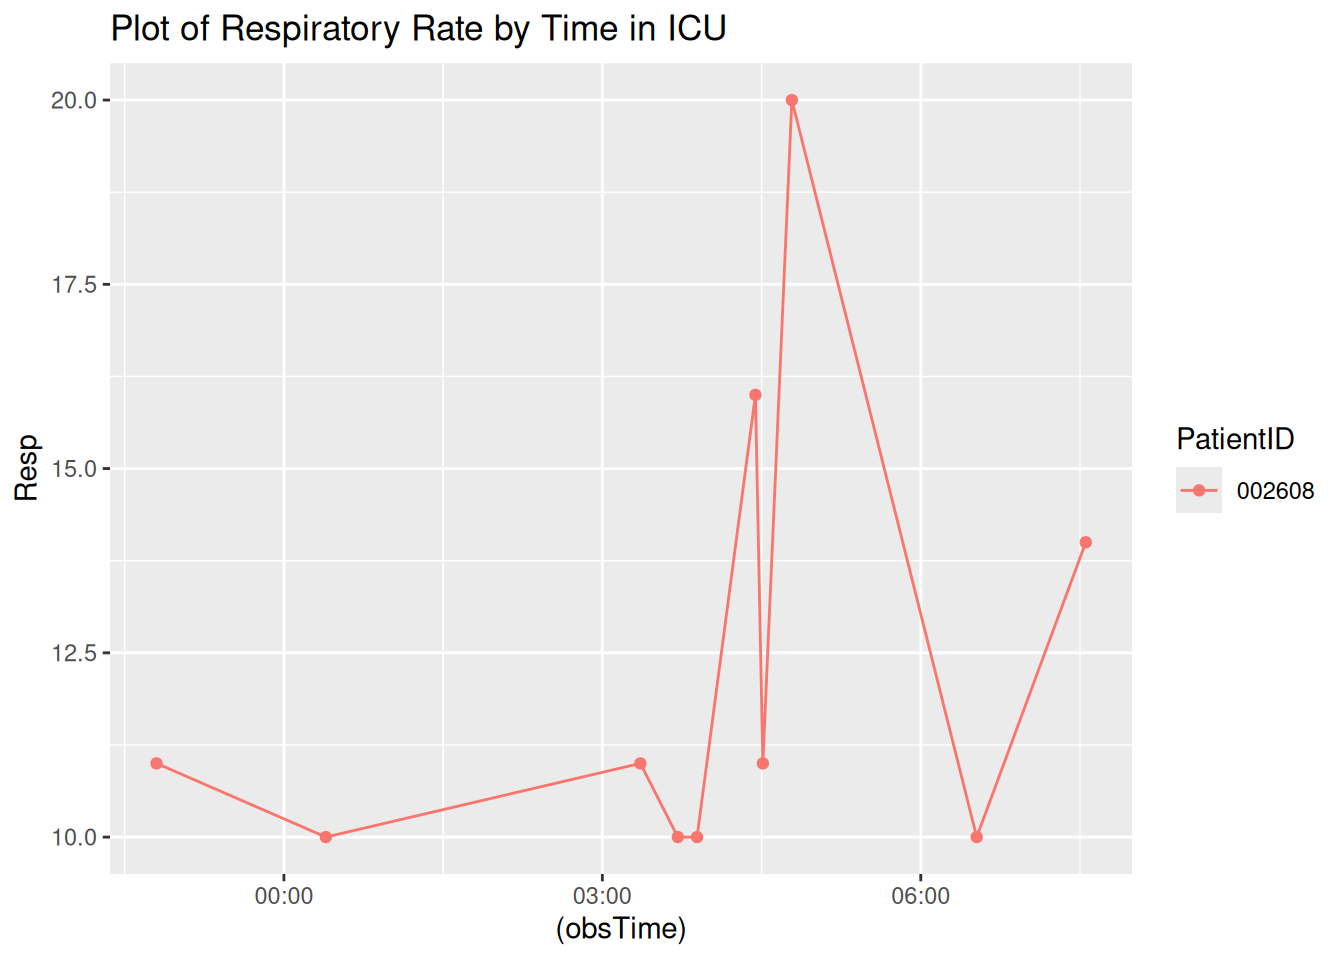 Plot of Respiratory Rate by Time in ICU
20.0
17.5
15.0
12.5
10.0
Resp
00:00 03:00 06:00
(obsTime)
PatientID
002608